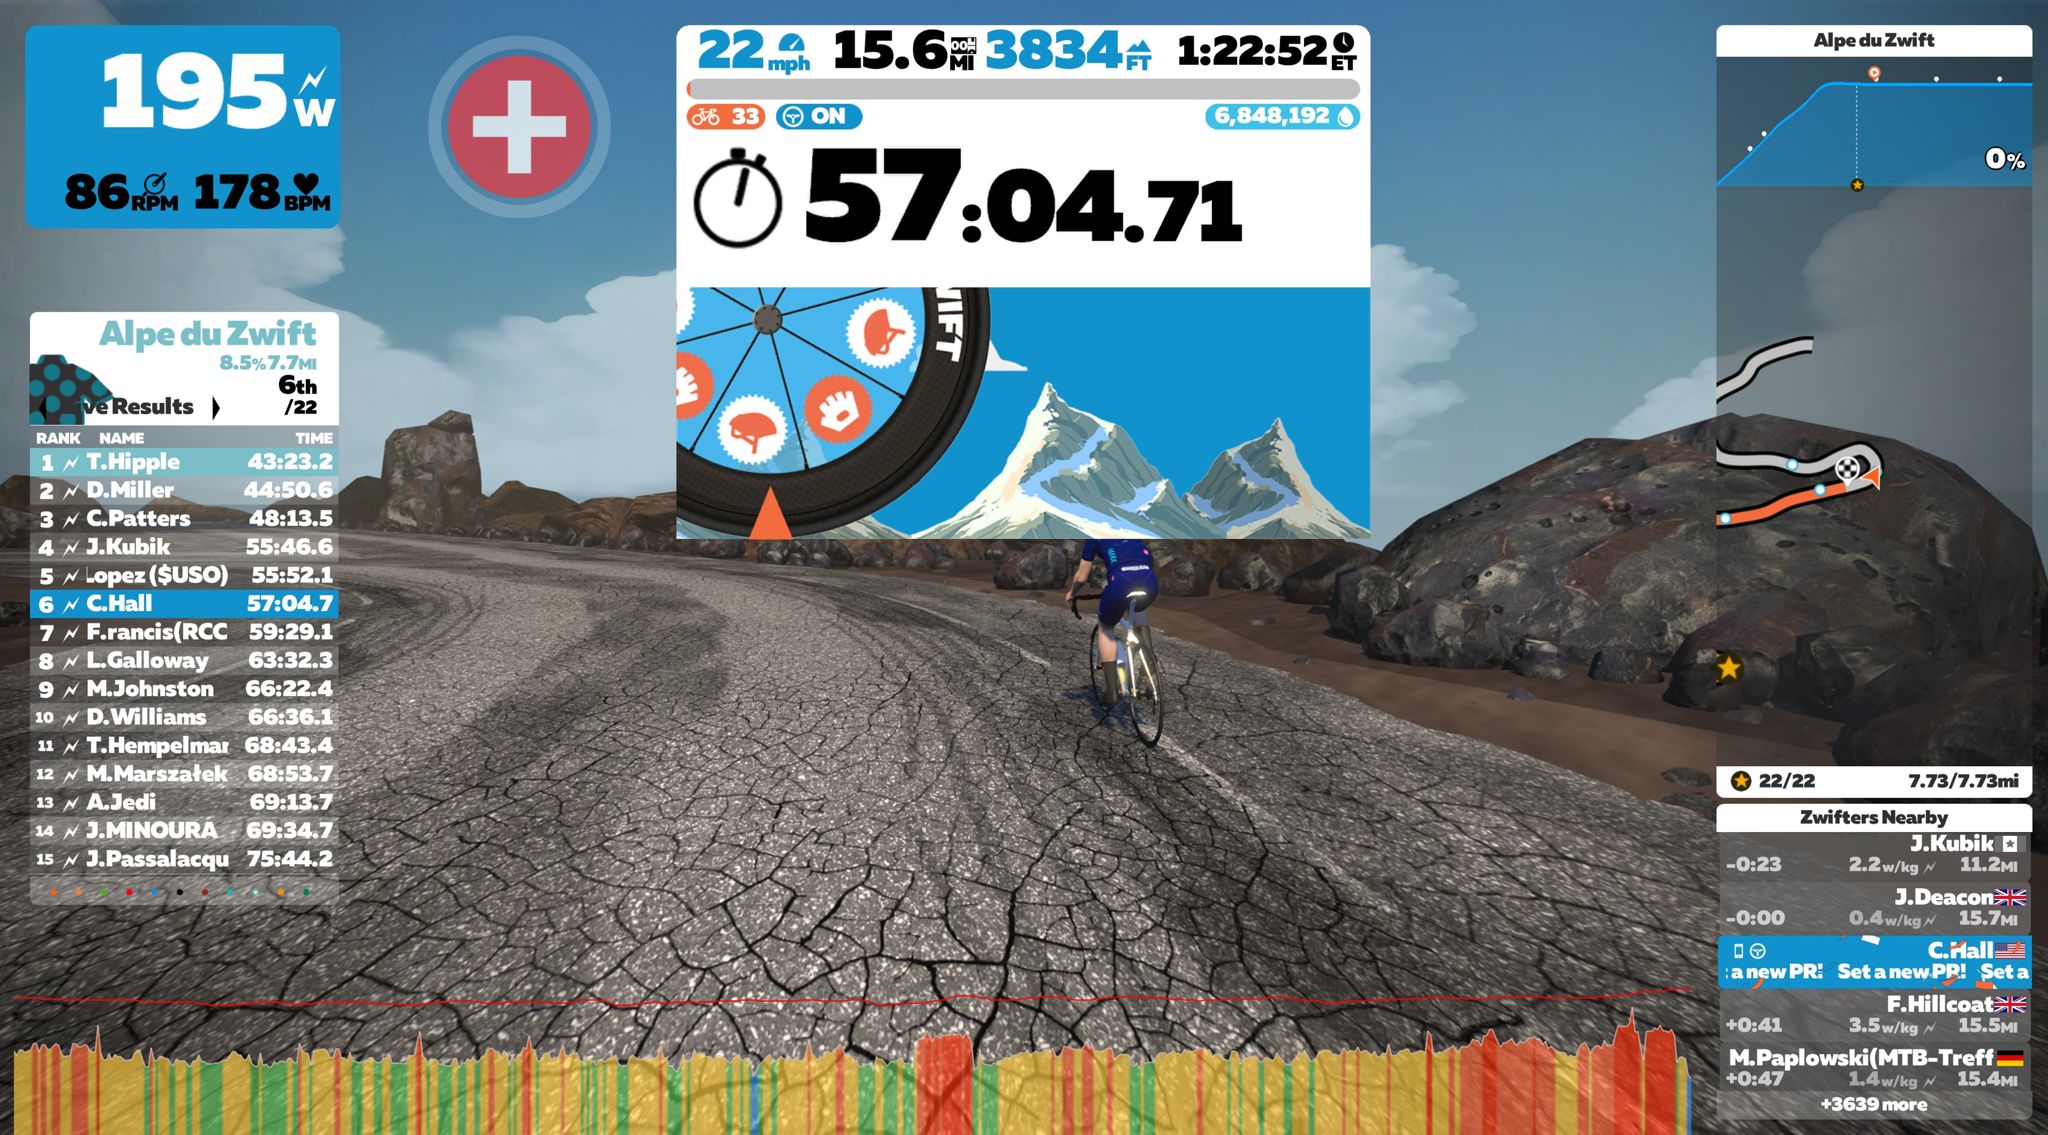 195 W
86 RPM 178 BPM
22 mph 15.6 MI 3834 FT 1:22:52 ET
33 ON 6,848,192
57:04.71
WIFT
Alpe du Zwift
8.5% 7.7MI
6th
/22
ve Results
RANK NAME TIME
1 T.Hipple 43:23.2
2 D.Miller 44:50.6
3 C.Patters 48:13.5
4 J.Kubik 55:46.6
5 Lopez ($USO) 55:52.1
6 C.Hall 57:04.7
7 F.rancis(RCC 59:29.1
8 L.Galloway 63:32.3
9 M.Johnston 66:22.4
10 D.Williams 66:36.1
11 T.Hempelmar 68:43.4
12 M.Marszałek 68:53.7
13 A.Jedi 69:13.7
14 J.MINOURA 69:34.7
15 J.Passalacqu 75:44.2
Alpe du Zwift
0%
22/22 7.73/7.73mi
Zwifters Nearby
J.Kubik
-0:23 2.2w/kg 11.2MI
J.Deacon
-0:00 0.4w/kg 15.7MI
C.Hall
a new PR! Set a new PR! Set a
F.Hillcoat
+0:41 3.5w/kg 15.5MI
M.Paplowski(MTB-Treff
+0:47 1.4w/kg 15.4MI
+3639 more